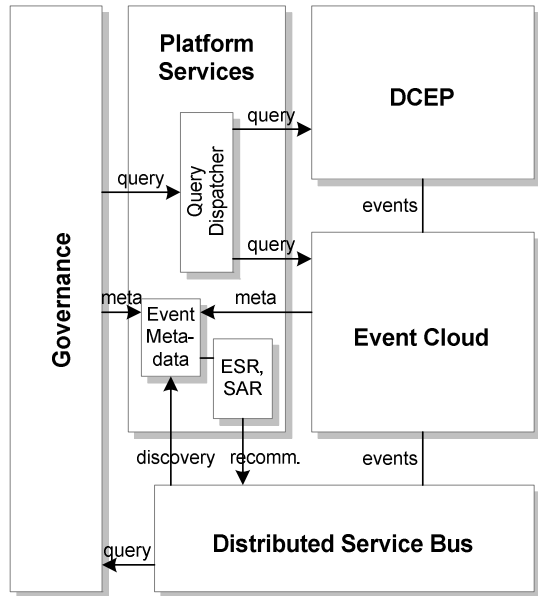 Platform
Services
DCEP
query
query
Query
Dispatcher
events
query
Governance
meta
meta
Event
Meta-
data
Event Cloud
ESR,
SAR
discovery
recomm.
events
Distributed Service Bus
query